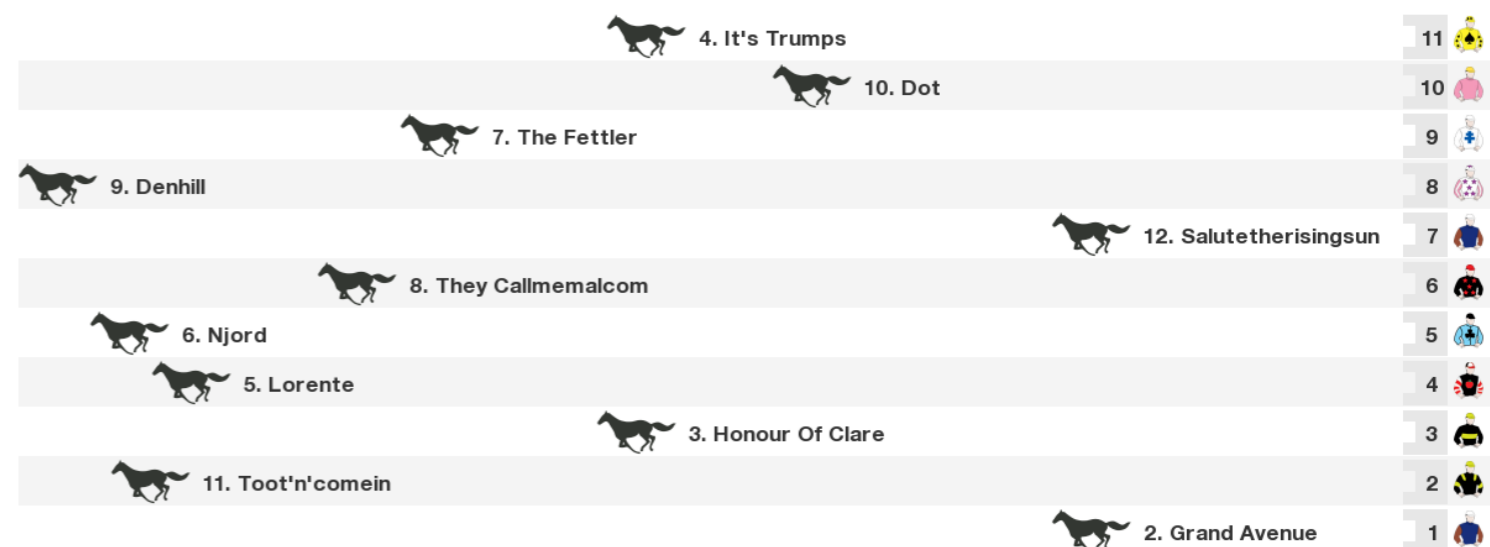 4. It's Trumps 11
10. Dot 10
7. The Fettler 9
9. Denhill 8
12. Salutetherisingsun 7
8. They Callmemalcom 6
6. Njord 5
5. Lorente 4
3. Honour Of Clare 3
11. Toot'n'comein 2
2. Grand Avenue 1